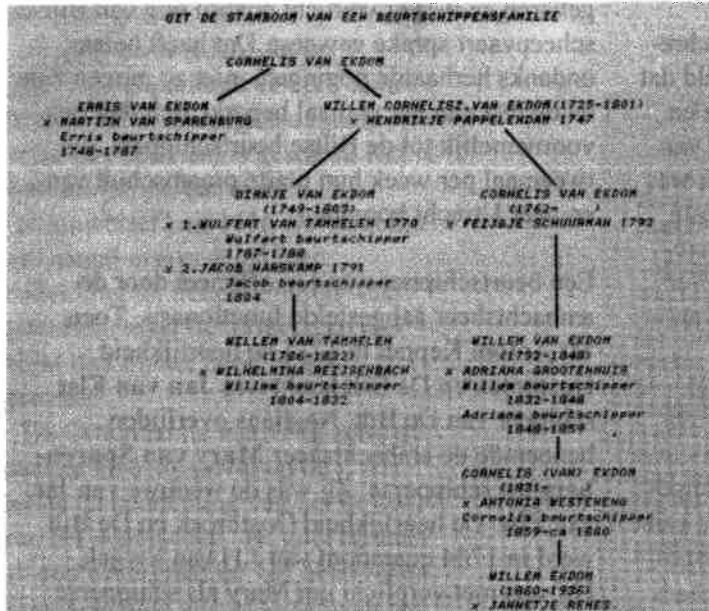 UIT DE STAMBOOM VAN EEN BEURTSCHIPPERSFAMILIE
CORNELIS VAN EKDOM
ERRIS VAN EKDOM
x MARTIJN VAN SPARENBURG
Erris beurtschipper
1748-1787
WILLEM CORNELISZ.VAN EKDOM(1725-1801)
x HENDRIKJE PAPPELENDAM 1747
DIRKJE VAN EKDOM
(1749-1803)
x 1.WULFERT VAN TAMMELEN 1770
Wulfert beurtschipper
1787-1788
x 2.JACOB HARSKAMP 1791
Jacob beurtschipper
1804
CORNELIS VAN EKDOM
(1762- )
x FEIJGJE SCHUURMAN 1792
WILLEM VAN TAMMELEN
(1786-1832)
x WILHELMINA REIJSENBACH
Willem beurtschipper
1804-1832
WILLEM VAN EKDOM
(1792-1848)
x ADRIANA GROOTENHUIS
Willem beurtschipper
1832-1848
Adriana beurtschipper
1848-1859
CORNELIS (VAN) EKDOM
(1831- )
x ANTONIA WESTENENG
Cornelis beurtschipper
1859-ca 1880
WILLEM EKDOM
(1860-1936)
x JANNETJE REMES